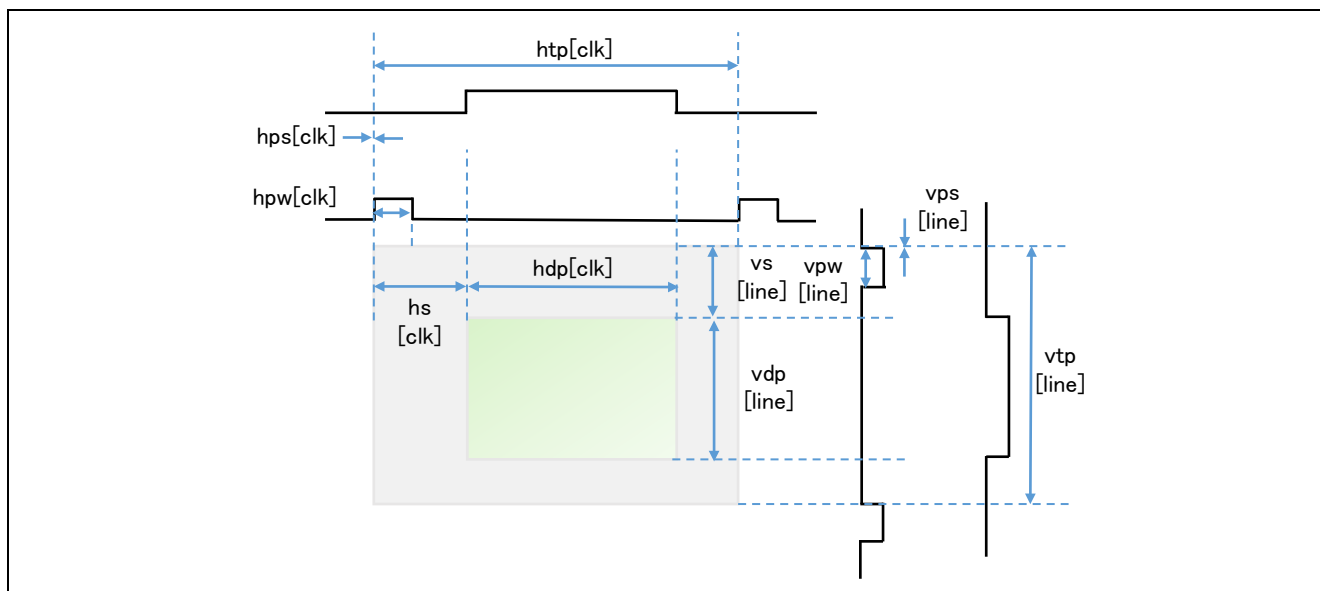 htp[clk]
hps[clk]
hpw[clk]
vps
[line]
hdp[clk]
vs
[line]
vpw
[line]
hs
[clk]
vdp
[line]
vtp
[line]